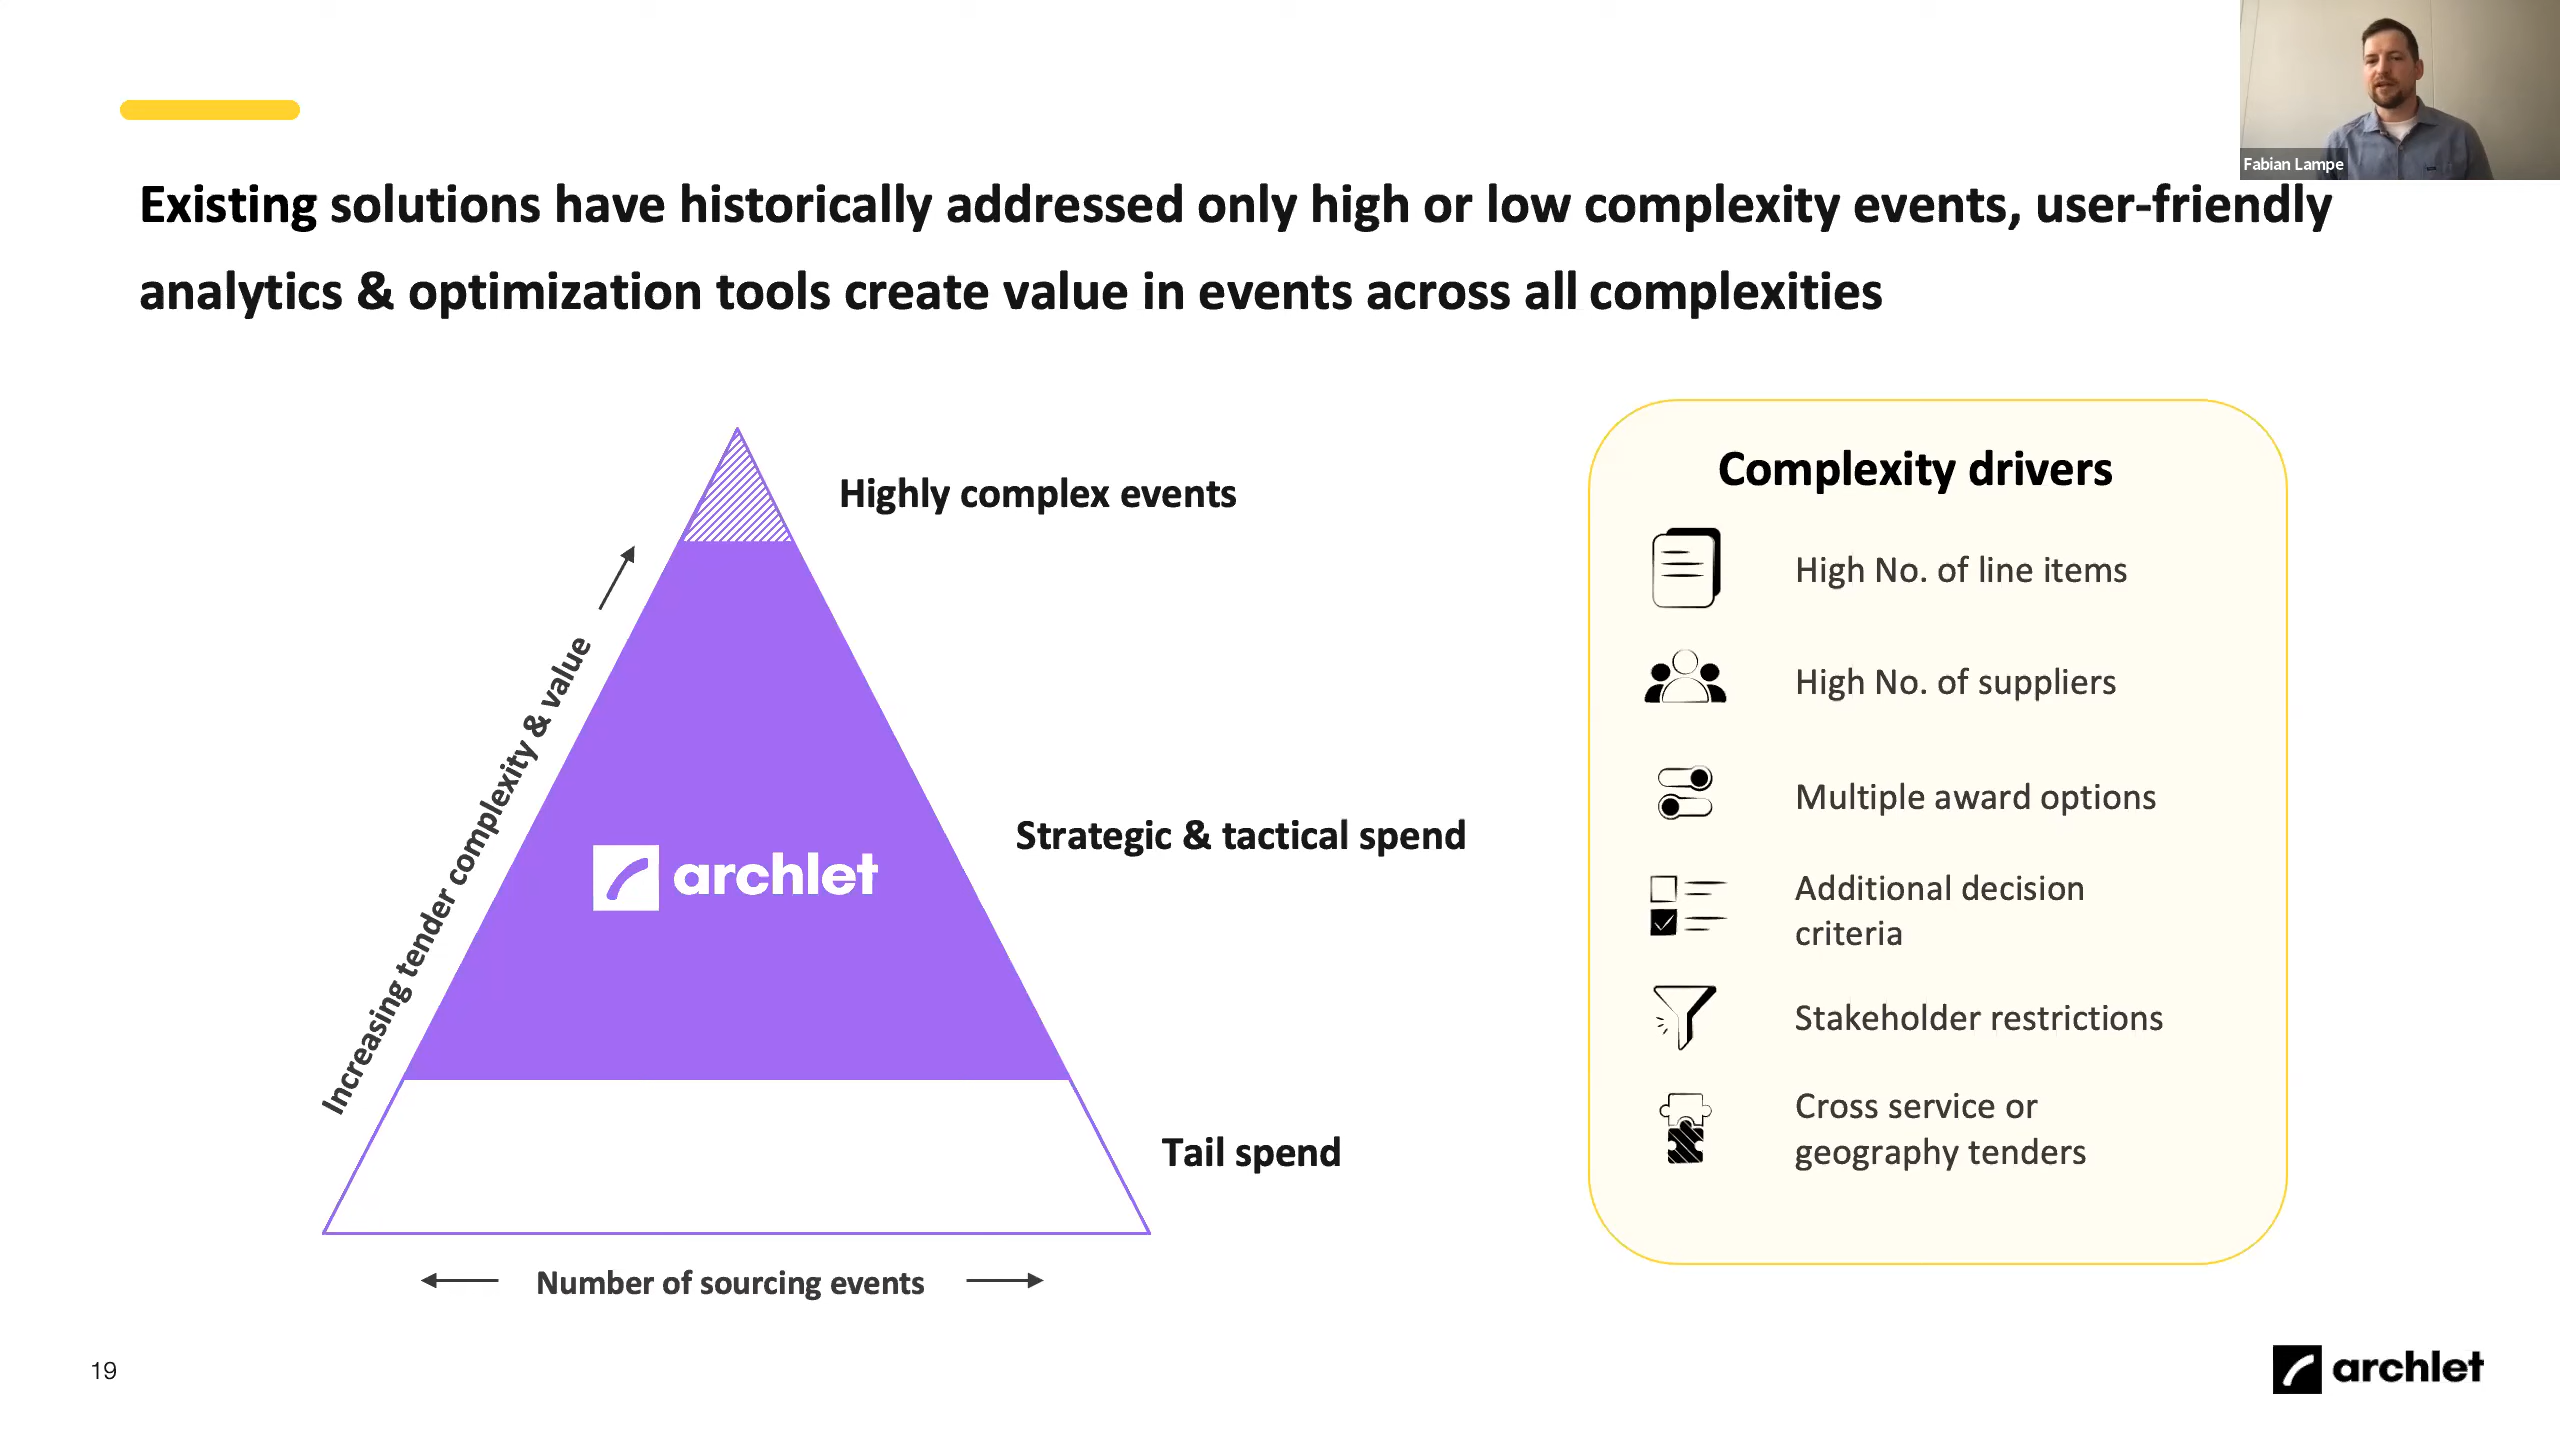 Fabian Lampe
Existing solutions have historically addressed only high or low complexity events, user-friendly
analytics & optimization tools create value in events across all complexities
Highly complex events
Increasing tender complexity & value
archlet
Strategic & tactical spend
Tail spend
Number of sourcing events
Complexity drivers
High No. of line items
High No. of suppliers
Multiple award options
Additional decision
criteria
Stakeholder restrictions
Cross service or
geography tenders
19
archlet